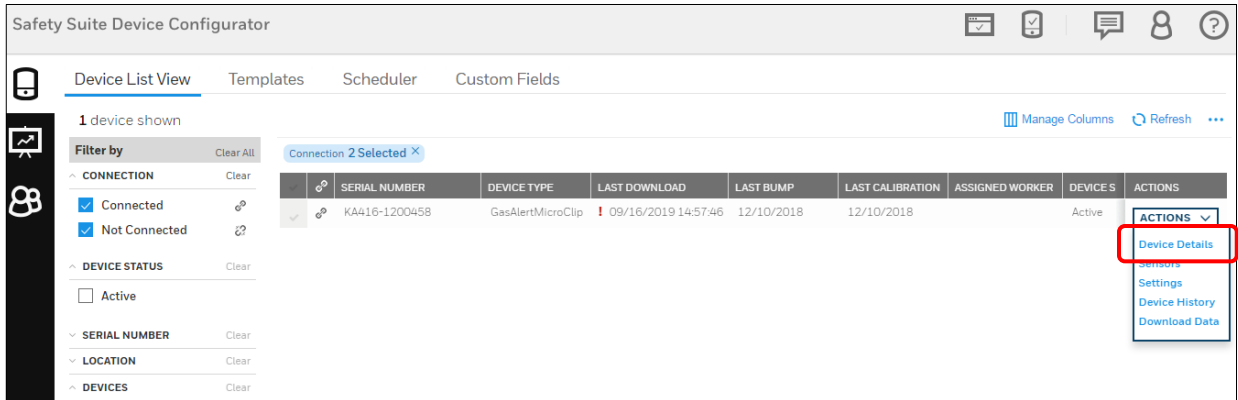 Safety Suite Device Configurator
Device List View Templates Scheduler Custom Fields
1 device shown
Manage Columns Refresh
Filter by Clear All
Connection 2 Selected ×
CONNECTION Clear
SERIAL NUMBER DEVICE TYPE LAST DOWNLOAD LAST BUMP LAST CALIBRATION ASSIGNED WORKER DEVICE S ACTIONS
Connected
KA416-1200458 GasAlertMicroClip ! 09/16/2019 14:57:46 12/10/2018 12/10/2018 Active ACTIONS
Not Connected
Device Details
Sensors
Settings
Device History
Download Data
DEVICE STATUS Clear
Active
SERIAL NUMBER Clear
LOCATION Clear
DEVICES Clear